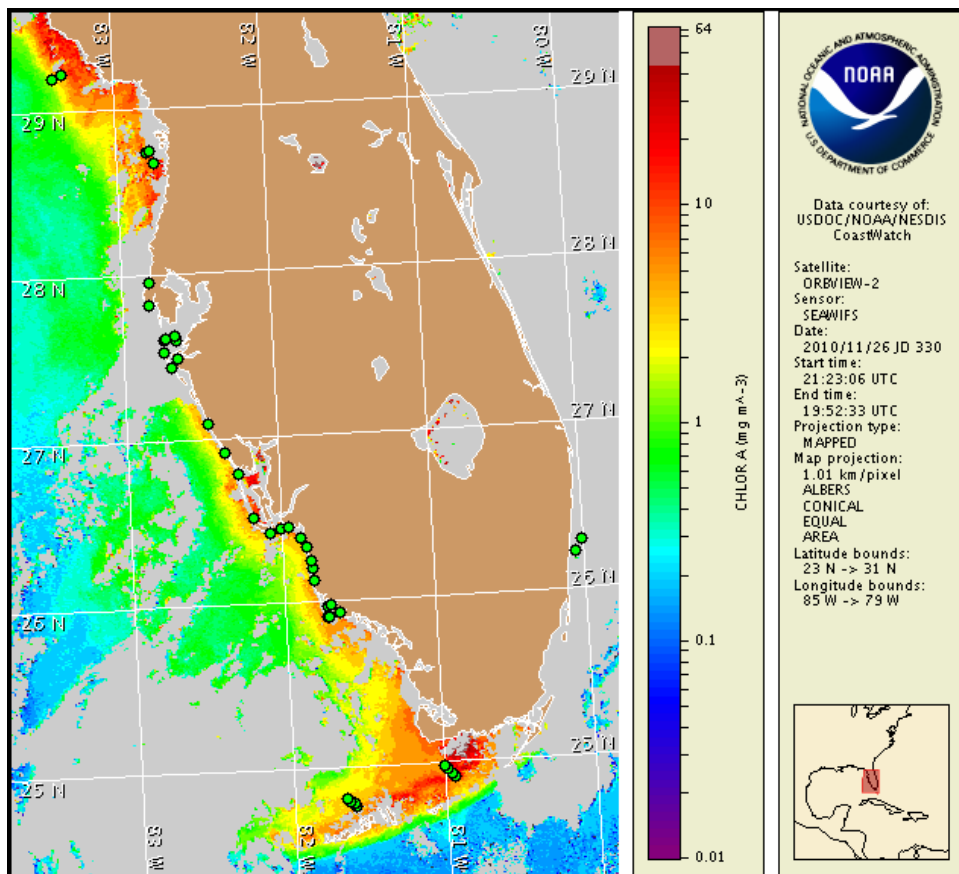 83 W
82 W
81 W
80 W
29 N
29 N
28 N
28 N
27 N
27 N
26 N
26 N
25 N
25 N
83 W
82 W
81 W
64
10
1
0.1
0.01
CHLOR A (mg m^-3)
NATIONAL OCEANIC AND ATMOSPHERIC ADMINISTRATION
NOAA
U.S. DEPARTMENT OF COMMERCE
Data courtesy of:
USDOC/NOAA/NESDIS
CoastWatch
Satellite:
ORBVIEW-2
Sensor:
SEAWIFS
Date:
2010/11/26 JD 330
Start time:
21:23:06 UTC
End time:
19:52:33 UTC
Projection type:
MAPPED
Map projection:
1.01 km/pixel
ALBERS
CONICAL
EQUAL
AREA
Latitude bounds:
23 N -> 31 N
Longitude bounds:
85 W -> 79 W